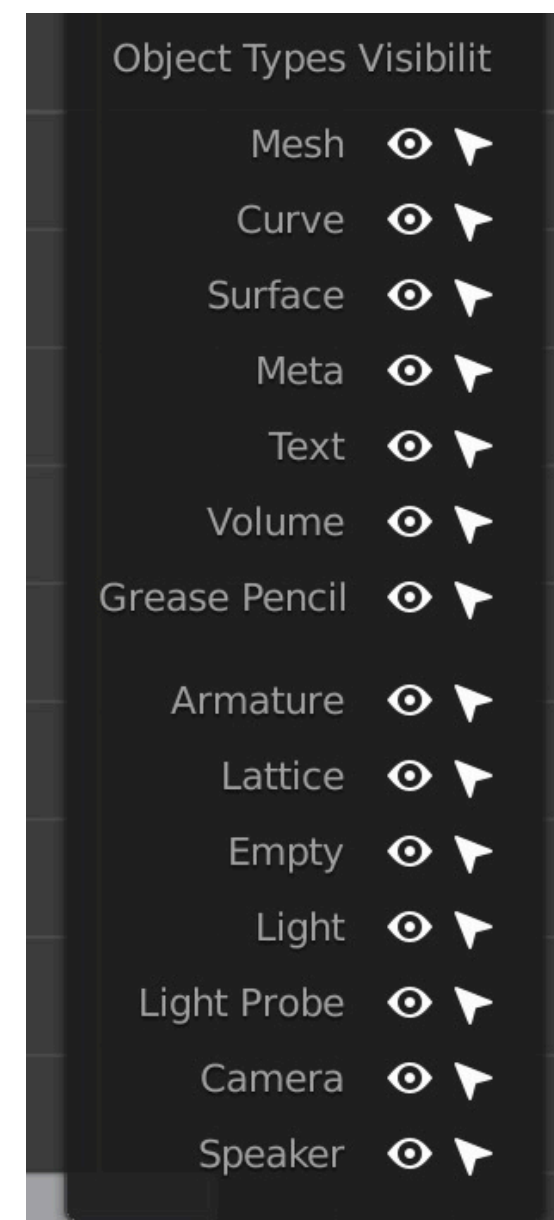 Object Types Visibilit
Mesh
Curve
Surface
Meta
Text
Volume
Grease Pencil
Armature
Lattice
Empty
Light
Light Probe
Camera
Speaker